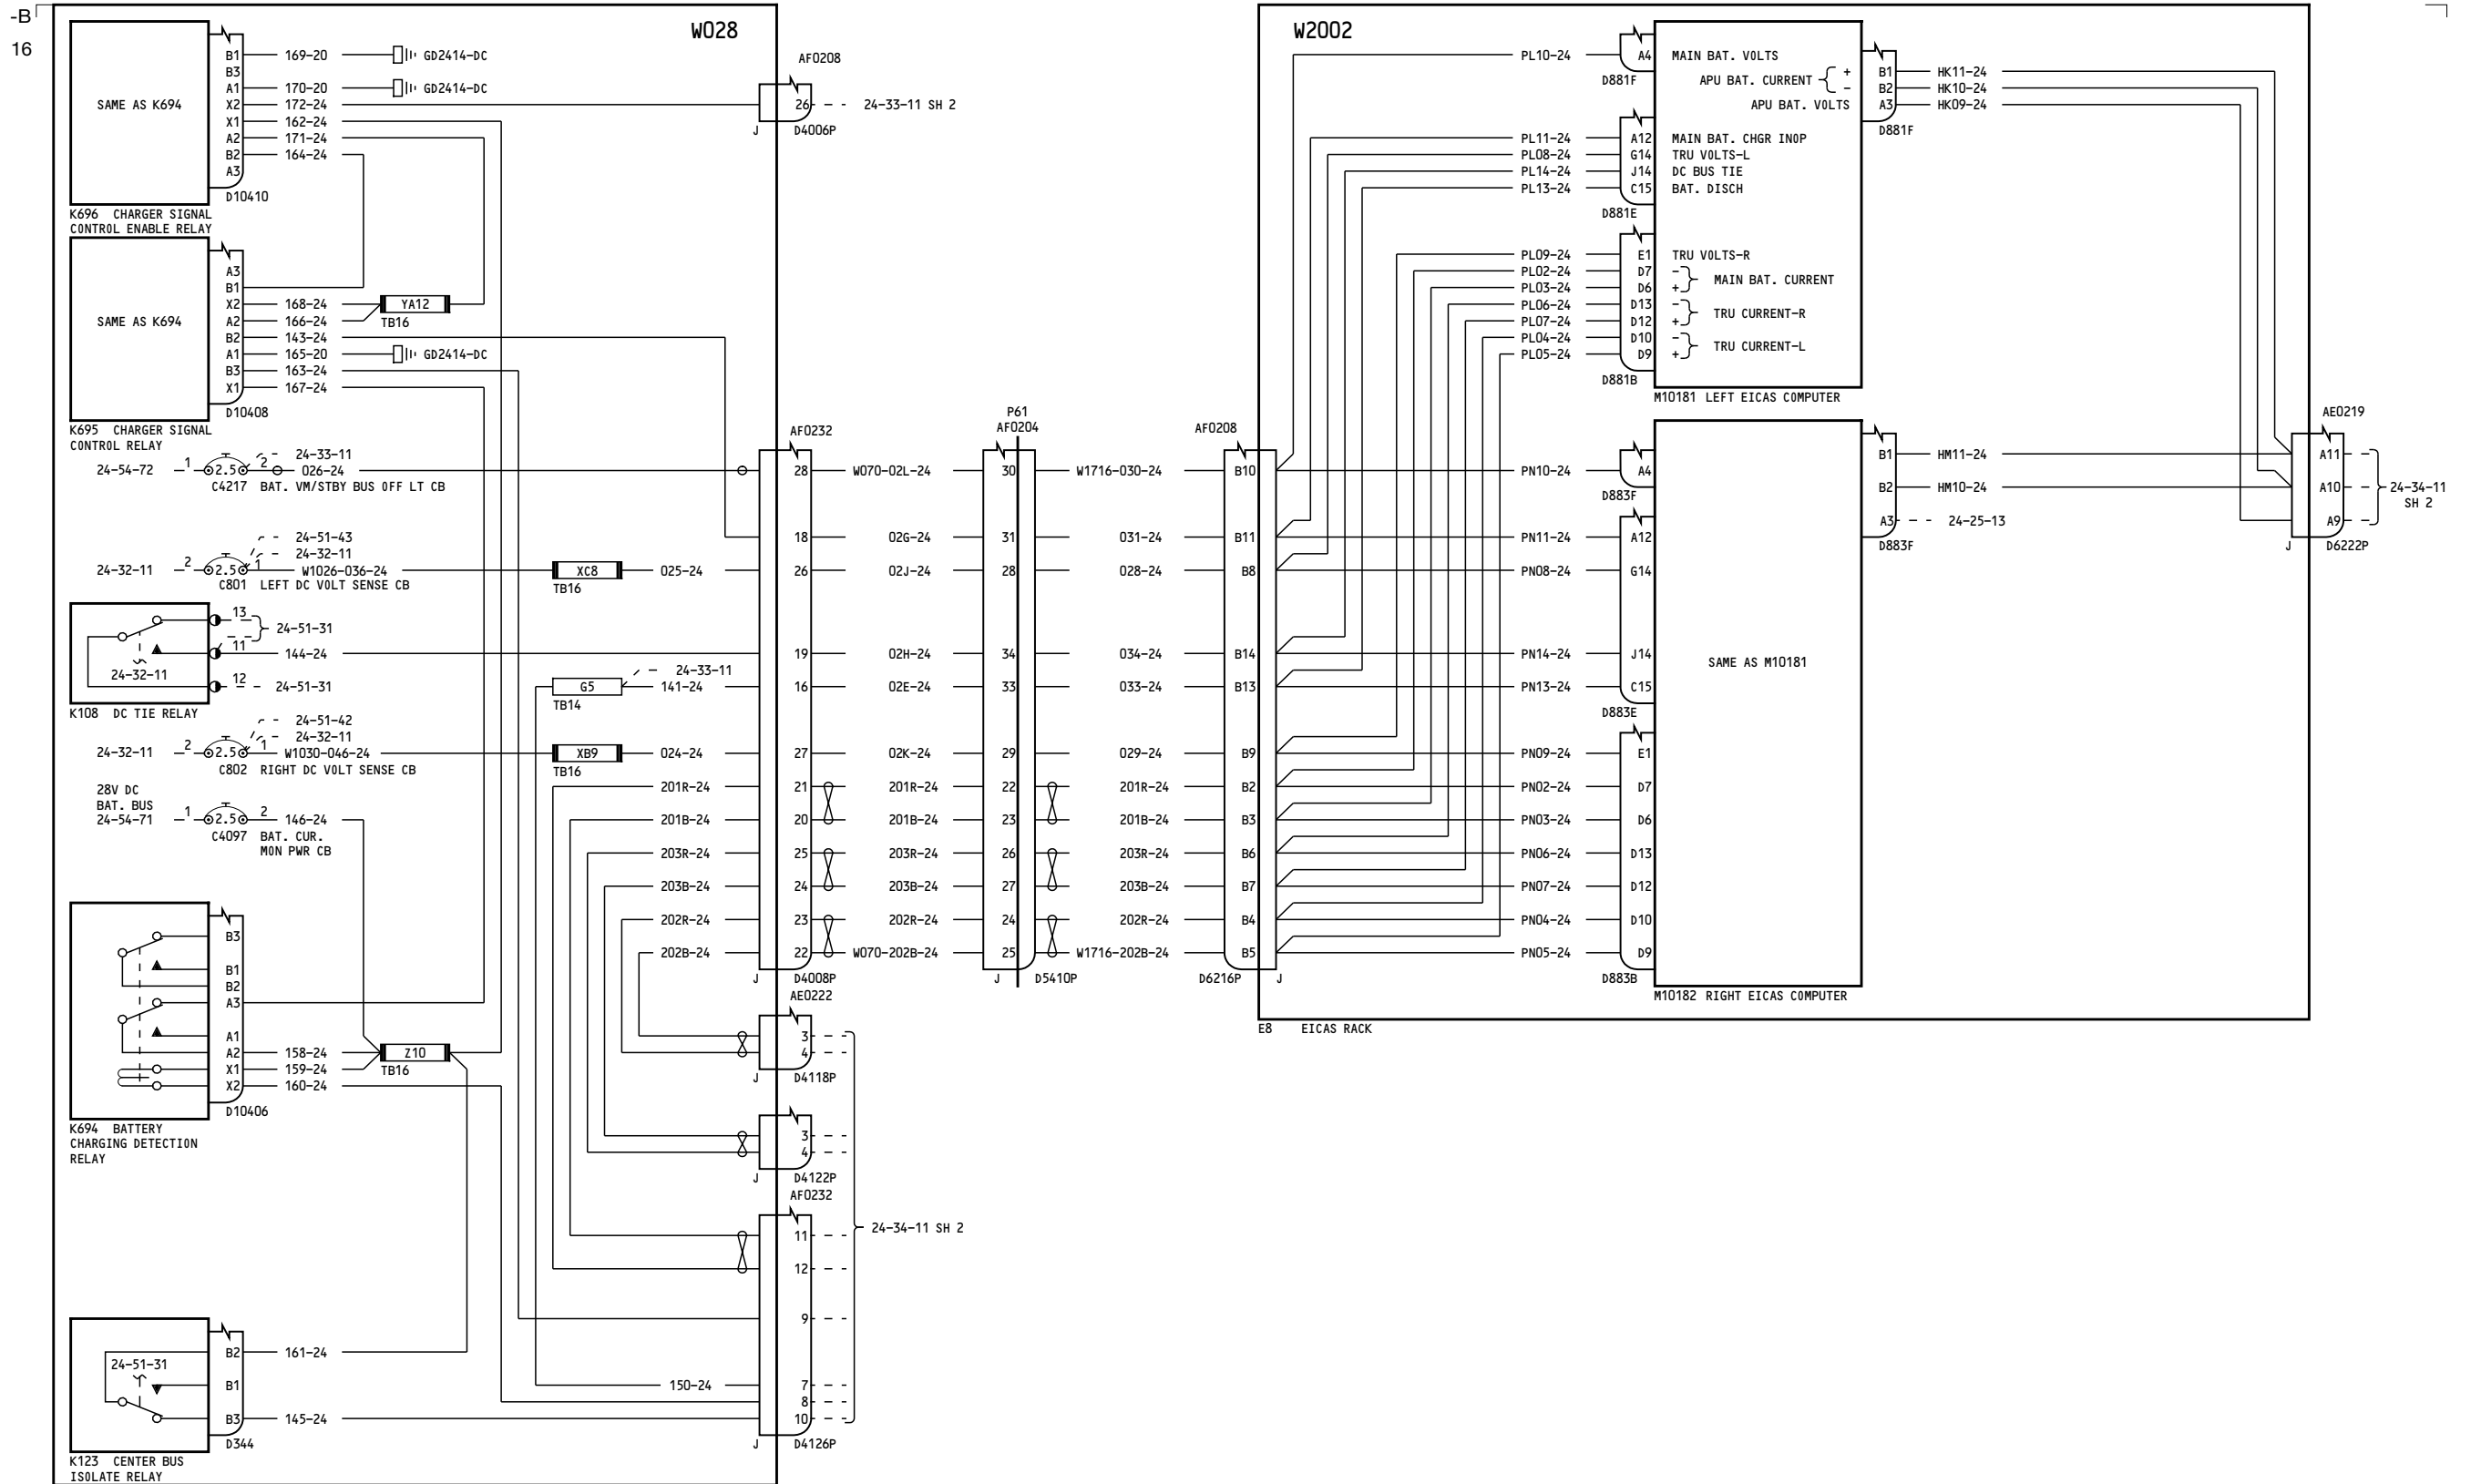 -B
16
W028
SAME AS K694
B1 169-20 GD2414-DC
B3
A1 170-20 GD2414-DC
X2 172-24
X1 162-24
A2 171-24
B2 164-24
A3
D10410
K696 CHARGER SIGNAL
CONTROL ENABLE RELAY
AF0208
26 24-33-11 SH 2
J D4006P
SAME AS K694
A3
B1
X2 168-24
A2 166-24
YA12
TB16
B2 143-24
A1 165-20 GD2414-DC
B3 163-24
X1 167-24
D10408
K695 CHARGER SIGNAL
CONTROL RELAY
24-54-72 1 2.5 2 24-33-11
026-24
C4217 BAT. VM/STBY BUS OFF LT CB
24-51-43
24-32-11
24-32-11 2 2.5 1 W1026-036-24
C801 LEFT DC VOLT SENSE CB
XC8 025-24
TB16
13
24-51-31
11
144-24
24-32-11
12 24-51-31
K108 DC TIE RELAY
24-33-11
G5 141-24
TB14
24-51-42
24-32-11
24-32-11 2 2.5 1 W1030-046-24
C802 RIGHT DC VOLT SENSE CB
XB9 024-24
TB16
28V DC
BAT. BUS
24-54-71 1 2.5 2 146-24
C4097 BAT. CUR.
MON PWR CB
201R-24
201B-24
203R-24
203B-24
202R-24
202B-24
B3
B1
B2
A3
A1
A2 158-24
X1 159-24
X2 160-24
Z10
TB16
D10406
K694 BATTERY
CHARGING DETECTION
RELAY
24-51-31
B2 161-24
B1
B3 145-24
D344
K123 CENTER BUS
ISOLATE RELAY
150-24
AF0232
28 W070-02L-24
18 02G-24
26 02J-24
19 02H-24
16 02E-24
27 02K-24
21 201R-24
20 201B-24
25 203R-24
24 203B-24
23 202R-24
22 W070-202B-24
J D4008P
AE0222
3
4
J D4118P
3
4
J D4122P
AF0232
11
12
9
7
8
10
J D4126P
24-34-11 SH 2
P61
AF0204
30 W1716-030-24
31 031-24
28 028-24
34 034-24
33 033-24
29 029-24
22 201R-24
23 201B-24
26 203R-24
27 203B-24
24 202R-24
25 W1716-202B-24
J D5410P
AF0208
B10
B11
B8
B14
B13
B9
B2
B3
B6
B7
B4
B5
D6216P J
W2002
PL10-24 A4 MAIN BAT. VOLTS
D881F
APU BAT. CURRENT + B1 HK11-24
- B2 HK10-24
APU BAT. VOLTS A3 HK09-24
D881F
PL11-24 A12 MAIN BAT. CHGR INOP
PL08-24 G14 TRU VOLTS-L
PL14-24 J14 DC BUS TIE
PL13-24 C15 BAT. DISCH
D881E
PL09-24 E1 TRU VOLTS-R
PL02-24 D7 -
PL03-24 D6 + MAIN BAT. CURRENT
PL06-24 D13 -
PL07-24 D12 + TRU CURRENT-R
PL04-24 D10 -
PL05-24 D9 + TRU CURRENT-L
D881B
M10181 LEFT EICAS COMPUTER
PN10-24 A4
D883F
PN11-24 A12
PN08-24 G14
PN14-24 J14
PN13-24 C15
D883E
PN09-24 E1
PN02-24 D7
PN03-24 D6
PN06-24 D13
PN07-24 D12
PN04-24 D10
PN05-24 D9
D883B
SAME AS M10181
M10182 RIGHT EICAS COMPUTER
B1 HM11-24
B2 HM10-24
A3 24-25-13
D883F
AE0219
A11
A10
A9
24-34-11
SH 2
J D6222P
E8 EICAS RACK